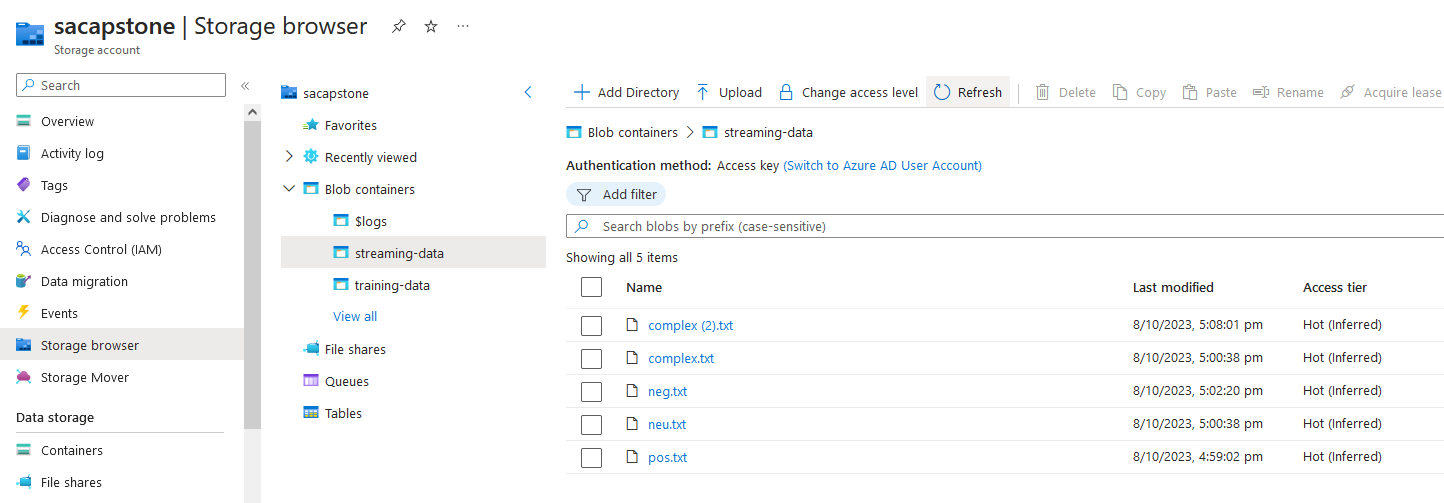 sacapstone | Storage browser
Storage account
Search
Overview
Activity log
Tags
Diagnose and solve problems
Access Control (IAM)
Data migration
Events
Storage browser
Storage Mover
Data storage
Containers
File shares
sacapstone
Favorites
Recently viewed
Blob containers
$logs
streaming-data
training-data
View all
File shares
Queues
Tables
Add Directory Upload Change access level Refresh Delete Copy Paste Rename Acquire lease
Blob containers > streaming-data
Authentication method: Access key (Switch to Azure AD User Account)
Add filter
Search blobs by prefix (case-sensitive)
Showing all 5 items
Name Last modified Access tier
complex (2).txt 8/10/2023, 5:08:01 pm Hot (Inferred)
complex.txt 8/10/2023, 5:00:38 pm Hot (Inferred)
neg.txt 8/10/2023, 5:02:20 pm Hot (Inferred)
neu.txt 8/10/2023, 5:00:38 pm Hot (Inferred)
pos.txt 8/10/2023, 4:59:02 pm Hot (Inferred)